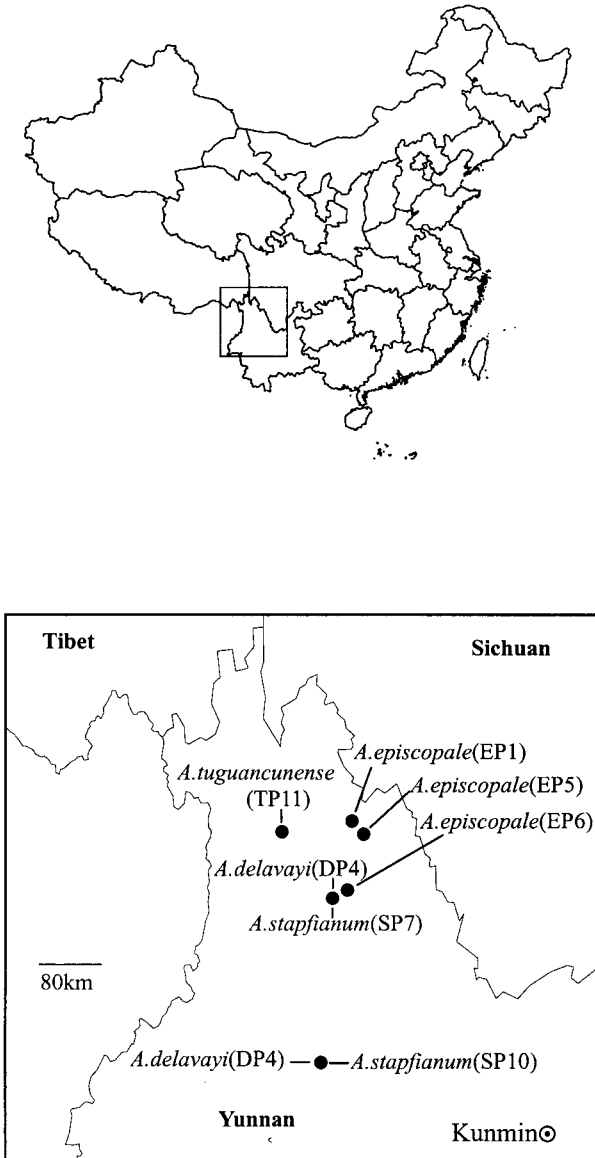 Tibet
Sichuan
A.episcopale(EP1)
A.tuguancunense
(TP11)
A.episcopale(EP5)
A.episcopale(EP6)
A.delavayi(DP4)
A.stapfianum(SP7)
80km
A.delavayi(DP4)
A.stapfianum(SP10)
Yunnan
Kunmin